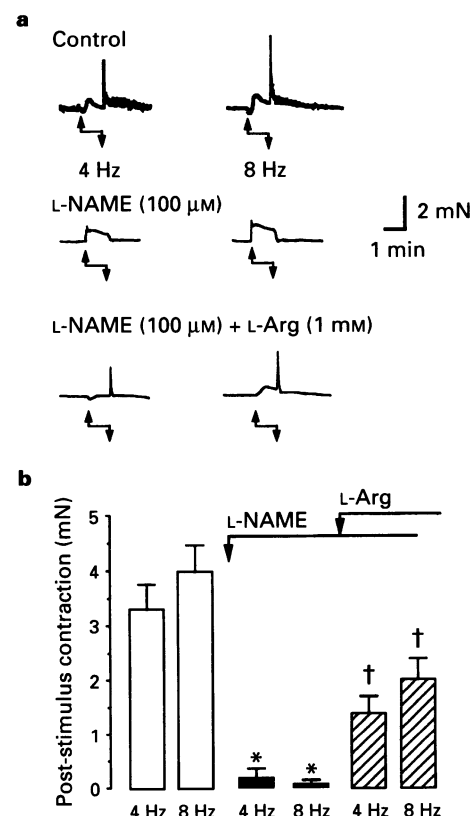 a
Control
4 Hz 8 Hz
L-NAME (100 µM)
2 mN
1 min
L-NAME (100 µM) + L-Arg (1 mM)
b
Post-stimulus contraction (mN)
L-Arg
L-NAME
5
4
3
2
1
0
* * † †
4 Hz 8 Hz 4 Hz 8 Hz 4 Hz 8 Hz